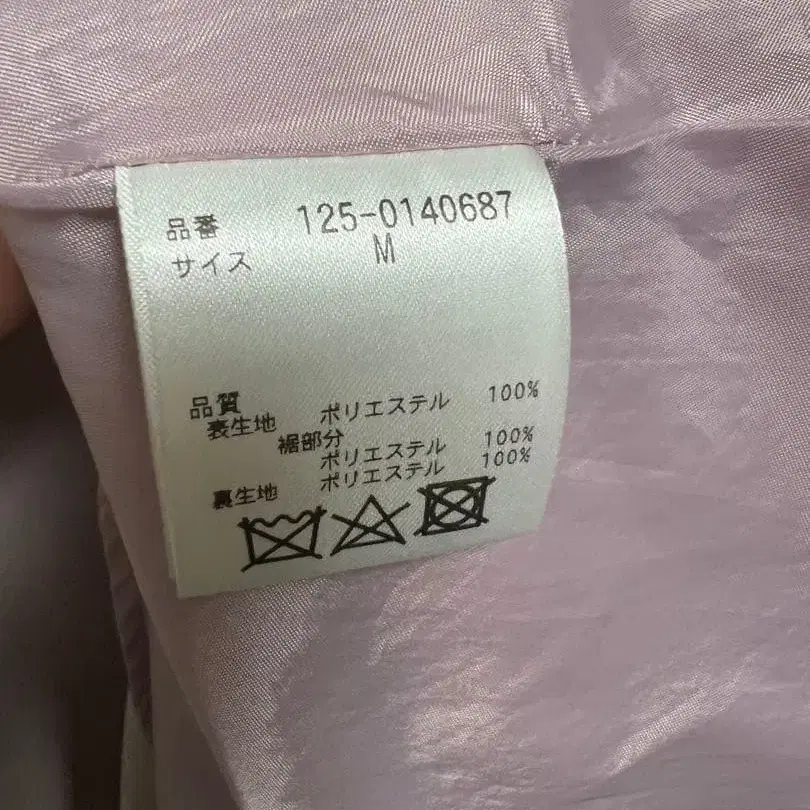 品番 125-0140687
サイズ M
品質
表生地 ポリエステル 100%
裾部分
ポリエステル 100%
裏生地 ポリエステル 100%